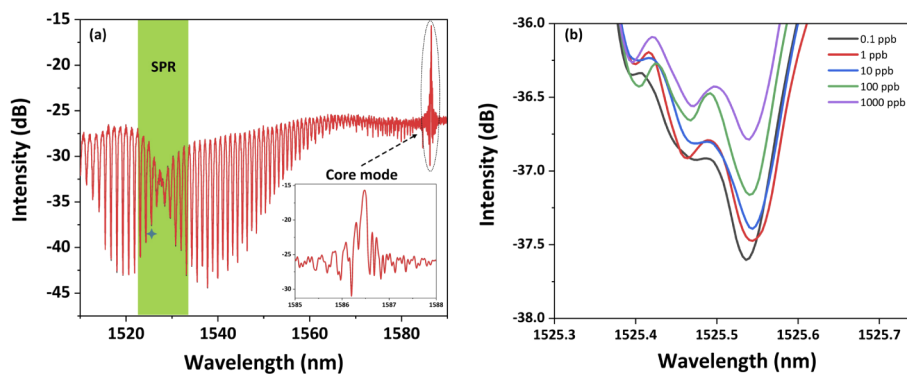 (a)
SPR
Core mode
Intensity (dB)
-15
-20
-25
-30
-35
-40
-45
1520
1540
1560
1580
Wavelength (nm)
-15
-20
-25
-30
1585
1586
1587
1588
(b)
0.1 ppb
1 ppb
10 ppb
100 ppb
1000 ppb
Intensity (dB)
-36.0
-36.5
-37.0
-37.5
-38.0
1525.3
1525.4
1525.5
1525.6
1525.7
Wavelength (nm)